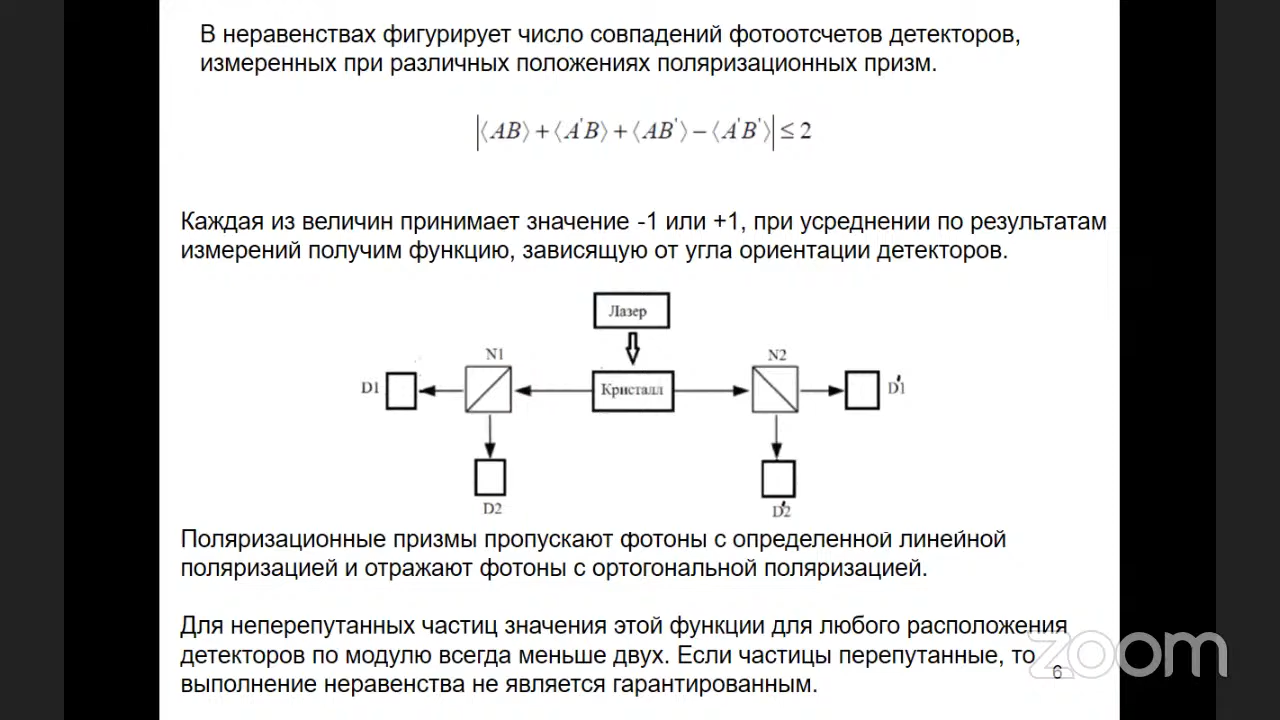 В неравенствах фигурирует число совпадений фотоотсчетов детекторов,
измеренных при различных положениях поляризационных призм.
|⟨AB⟩ + ⟨A'B⟩ + ⟨AB'⟩ − ⟨A'B'⟩| ≤ 2
Каждая из величин принимает значение -1 или +1, при усреднении по результатам
измерений получим функцию, зависящую от угла ориентации детекторов.
Лазер
N1
N2
D1
Кристалл
D'1
D2
D'2
Поляризационные призмы пропускают фотоны с определенной линейной
поляризацией и отражают фотоны с ортогональной поляризацией.
Для неперепутанных частиц значения этой функции для любого расположения
детекторов по модулю всегда меньше двух. Если частицы перепутанные, то
выполнение неравенства не является гарантированным.
zoom
6